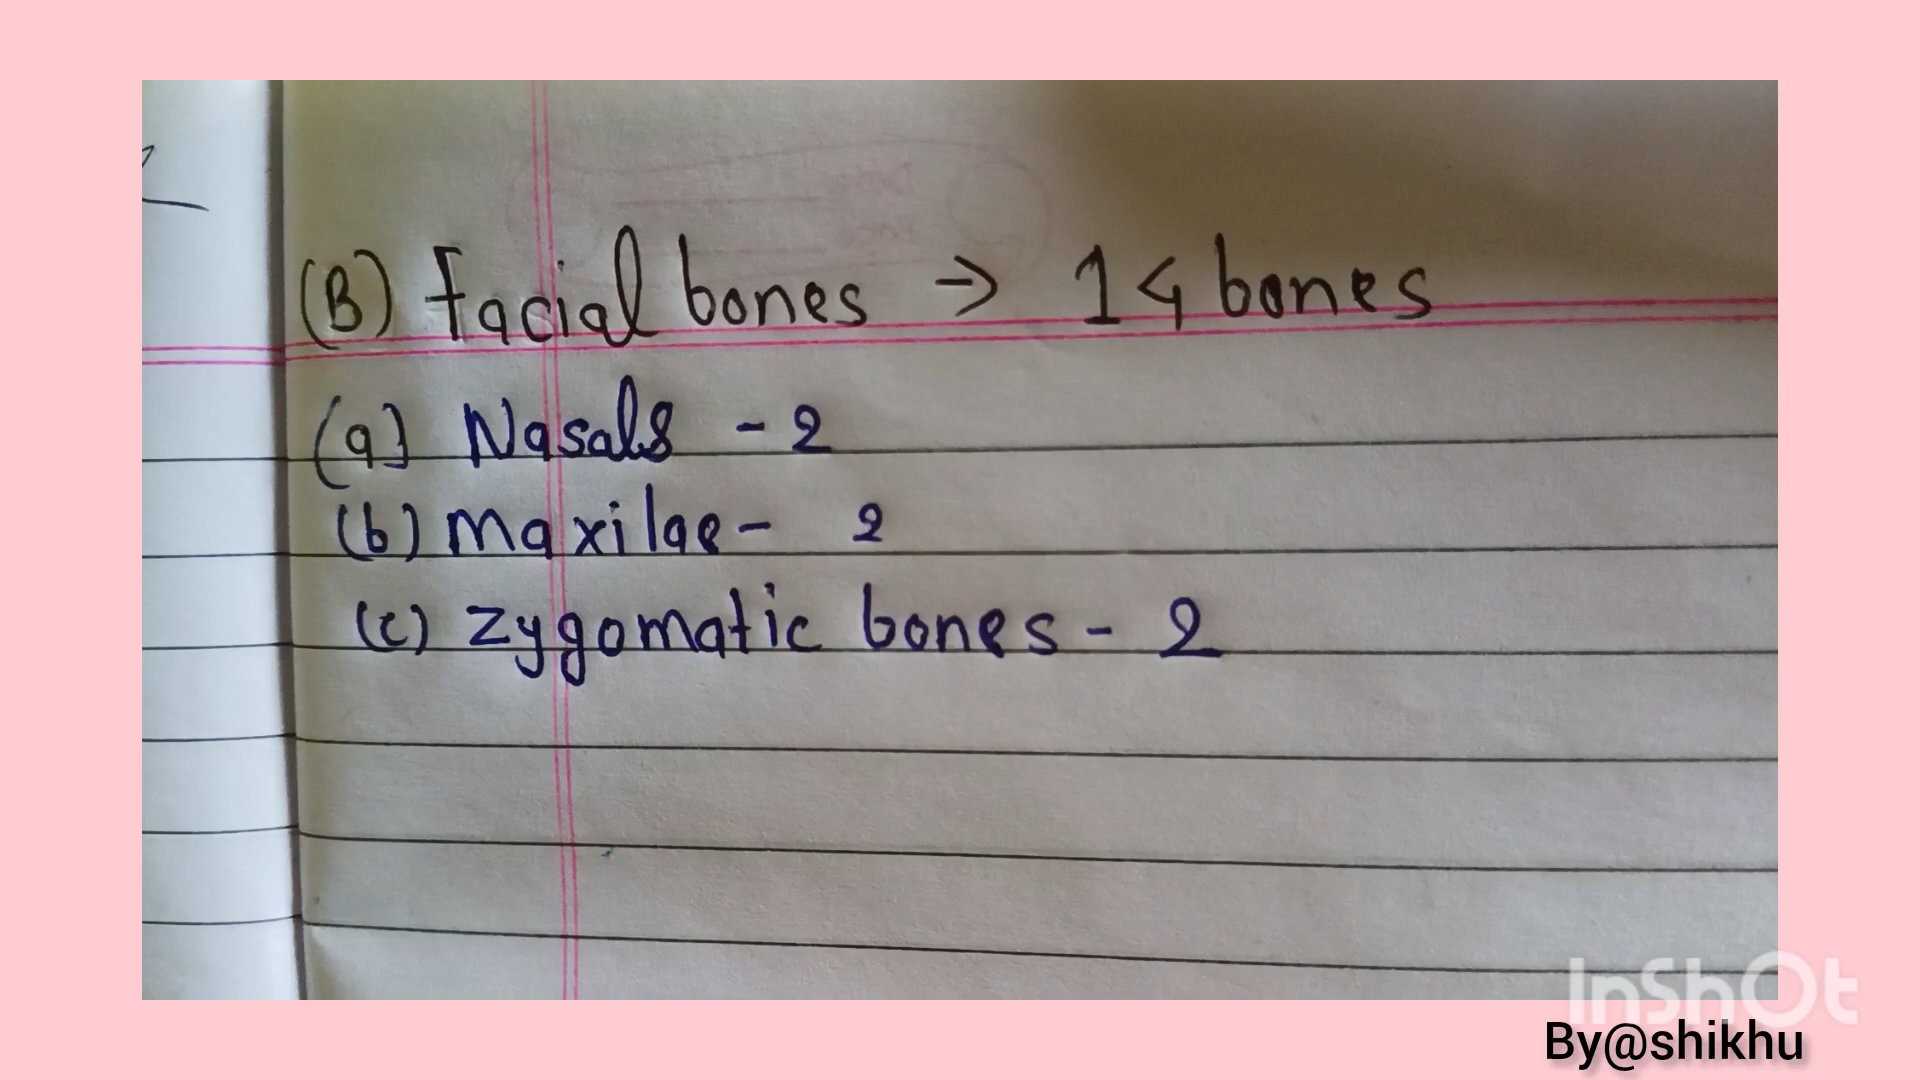 (B) Facial bones → 14 bones
(a) Nasals - 2
(b) Maxilae - 2
(c) Zygomatic bones - 2
InShOt
By@shikhu